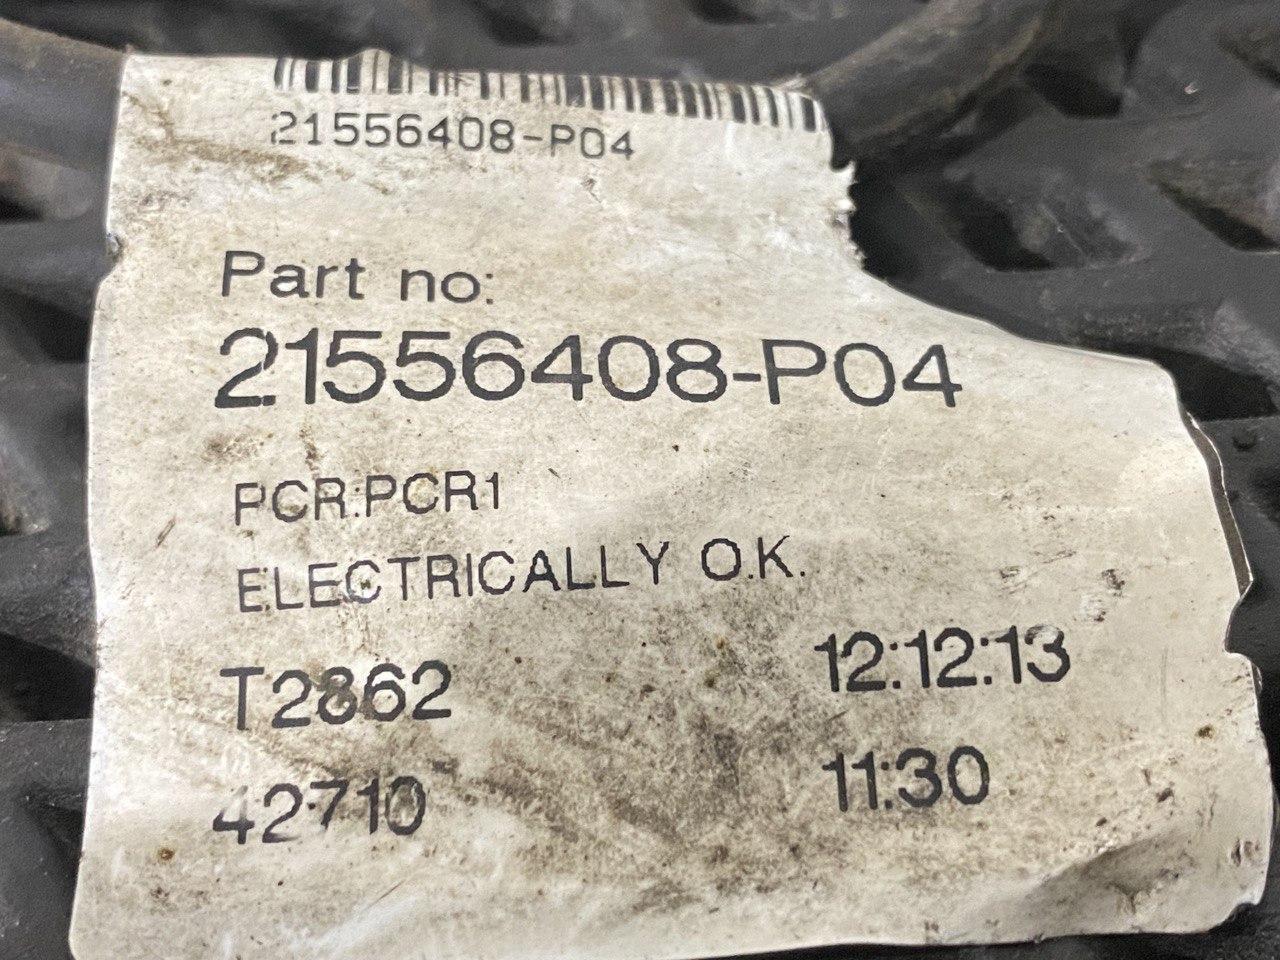 21556408-P04
Part no:
21556408-P04
PCR:PCR1
ELECTRICALLY O.K.
T2862 12:12:13
42710 11:30